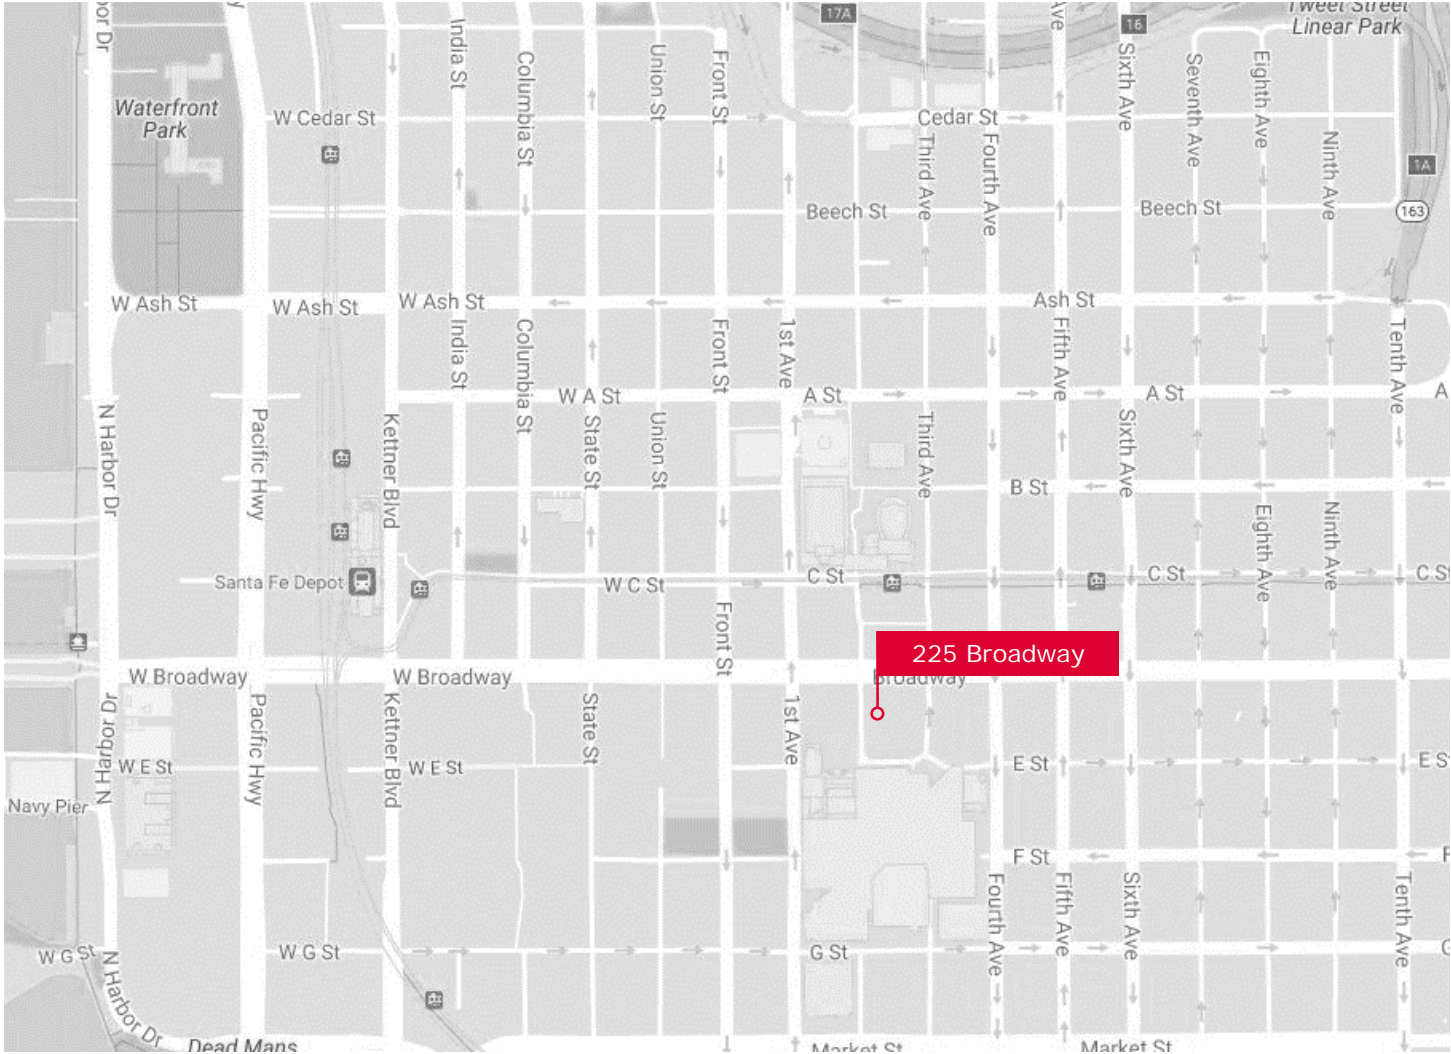 17A
16
Tweet Street
Linear Park
or Dr
India St
Columbia St
Union St
Front St
Ave
Sixth Ave
Seventh Ave
Eighth Ave
Ninth Ave
Waterfront
Park
W Cedar St
Cedar St
Third Ave
Fourth Ave
1A
163
Beech St
Beech St
W Ash St
W Ash St
W Ash St
Ash St
India St
Columbia St
Front St
1st Ave
Fifth Ave
Tenth Ave
W A St
A St
A St
A
N Harbor Dr
Pacific Hwy
Kettner Blvd
State St
Union St
Third Ave
Sixth Ave
B St
Eighth Ave
Ninth Ave
Santa Fe Depot
W C St
C St
C St
C St
Front St
225 Broadway
W Broadway
W Broadway
Broadway
N Harbor Dr
Pacific Hwy
Kettner Blvd
State St
1st Ave
W E St
W E St
E St
E St
Navy Pier
F St
F
Fourth Ave
Fifth Ave
Sixth Ave
Tenth Ave
W G St
W G St
G St
G
N Harbor Dr
Dead Mans
Market St
Market St